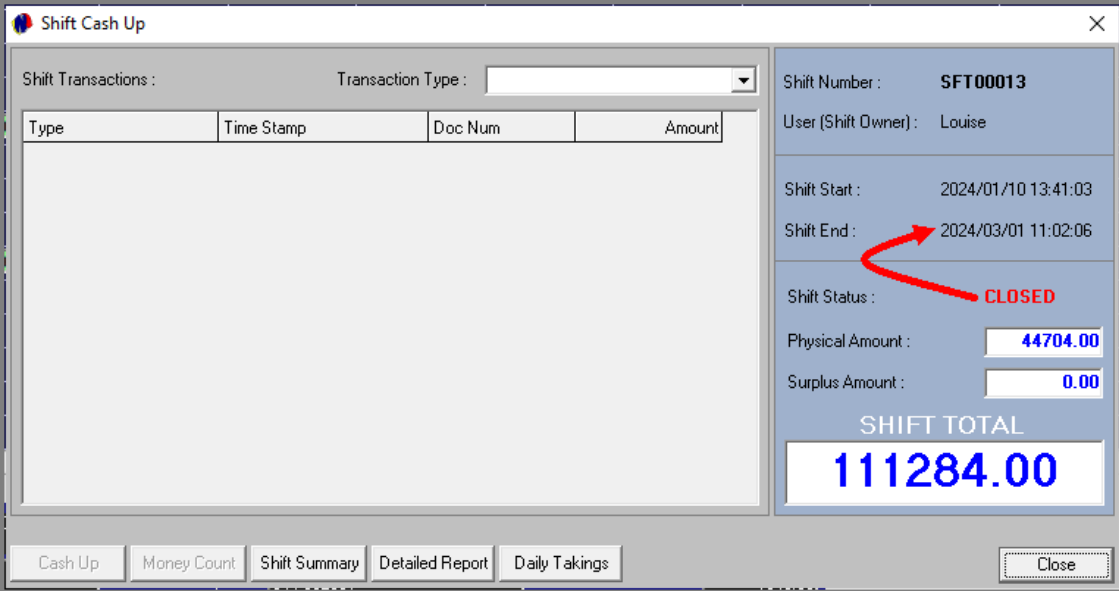 Shift Cash Up
Shift Transactions :
Transaction Type :
Type Time Stamp Doc Num Amount
Shift Number : SFT00013
User (Shift Owner) : Louise
Shift Start : 2024/01/10 13:41:03
Shift End : 2024/03/01 11:02:06
Shift Status : CLOSED
Physical Amount : 44704.00
Surplus Amount : 0.00
SHIFT TOTAL
111284.00
Cash Up Money Count Shift Summary Detailed Report Daily Takings Close